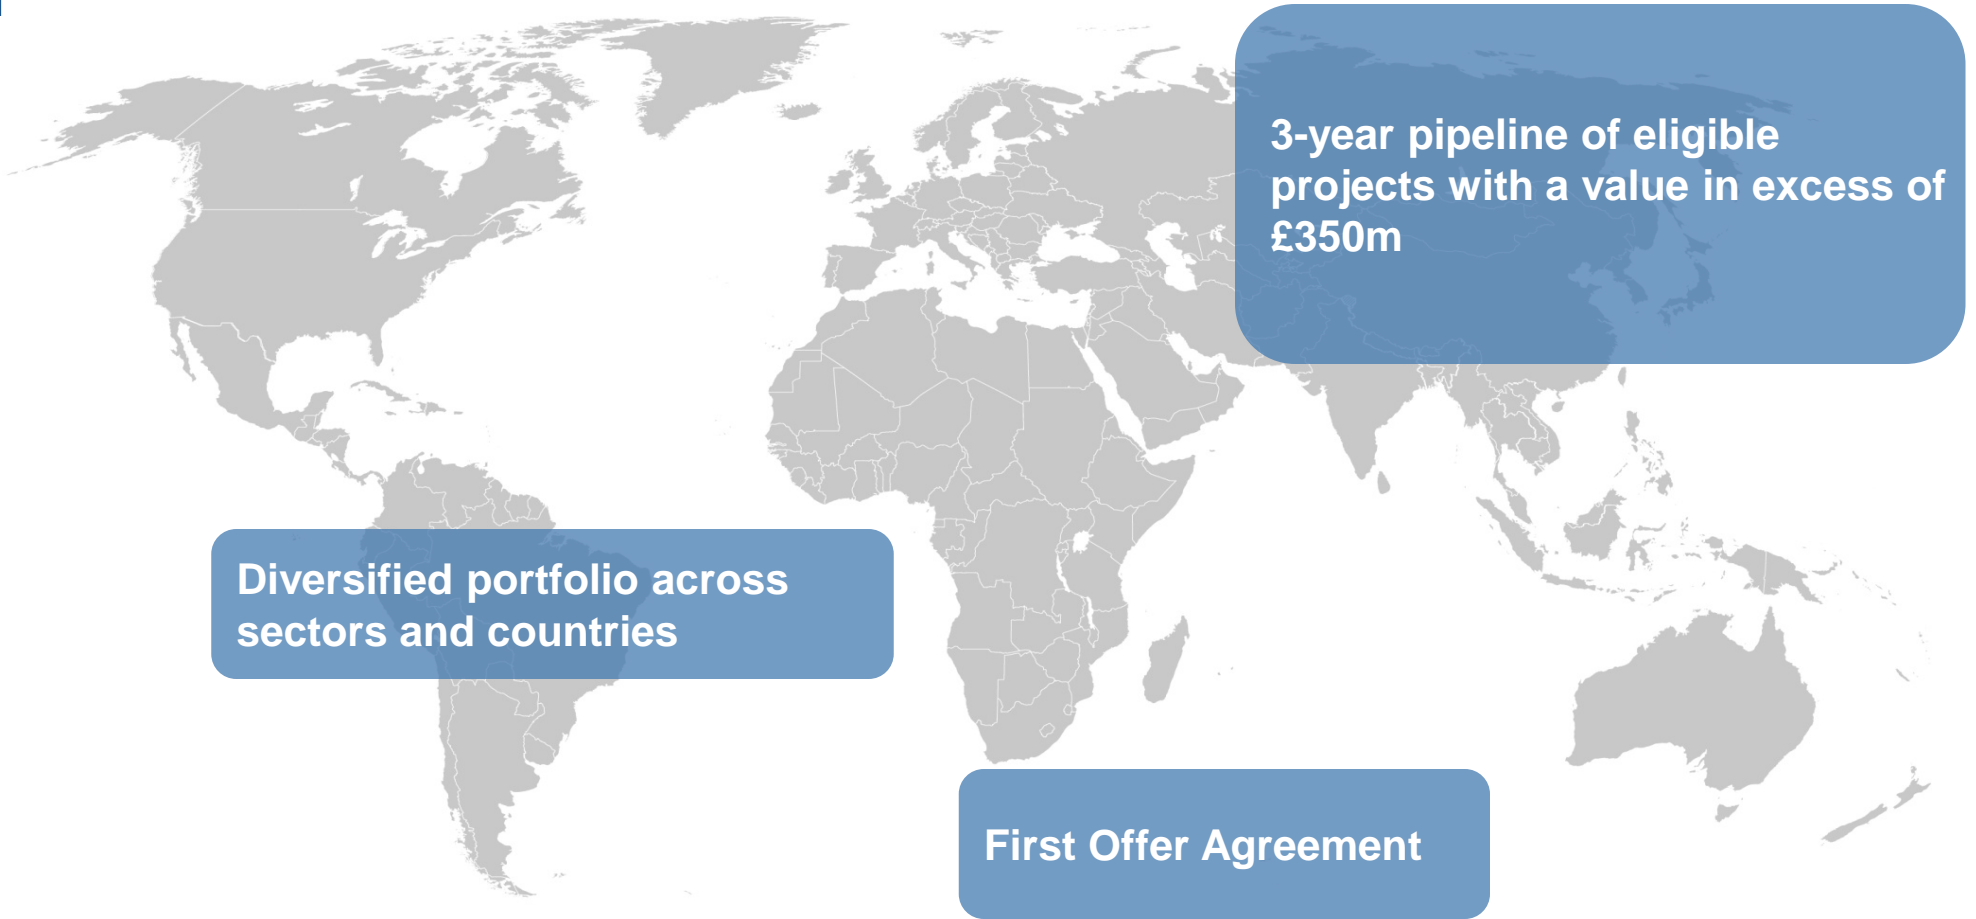 3-year pipeline of eligible
projects with a value in excess of
£350m
Diversified portfolio across
sectors and countries
First Offer Agreement